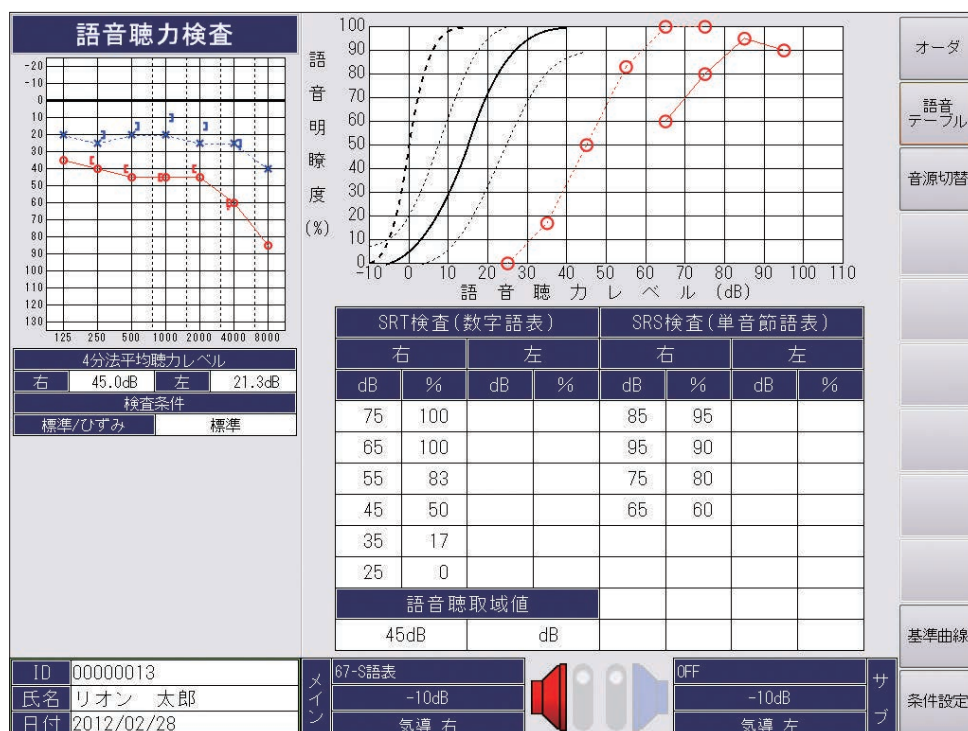 語音聴力検査
-20
-10
0
10
20
30
40
50
60
70
80
90
100
110
120
130
125 250 500 1000 2000 4000 8000
4分法平均聴力レベル
右 45.0dB 左 21.3dB
検査条件
標準/ひずみ 標準
語音明瞭度(%)
100
90
80
70
60
50
40
30
20
10
0
-10 0 10 20 30 40 50 60 70 80 90 100 110
語音聴力レベル(dB)
SRT検査(数字語表) SRS検査(単音節語表)
右 左 右 左
dB % dB % dB % dB %
75 100 85 95
65 100 95 90
55 83 75 80
45 50 65 60
35 17
25 0
語音聴取域値
45dB dB
ID 00000013
氏名 リオン 太郎
日付 2012/02/28
メイン
67-S語表
-10dB
気導 右
OFF
-10dB
気導 左
サブ
オーダ
語音
テーブル
音源切替
基準曲線
条件設定